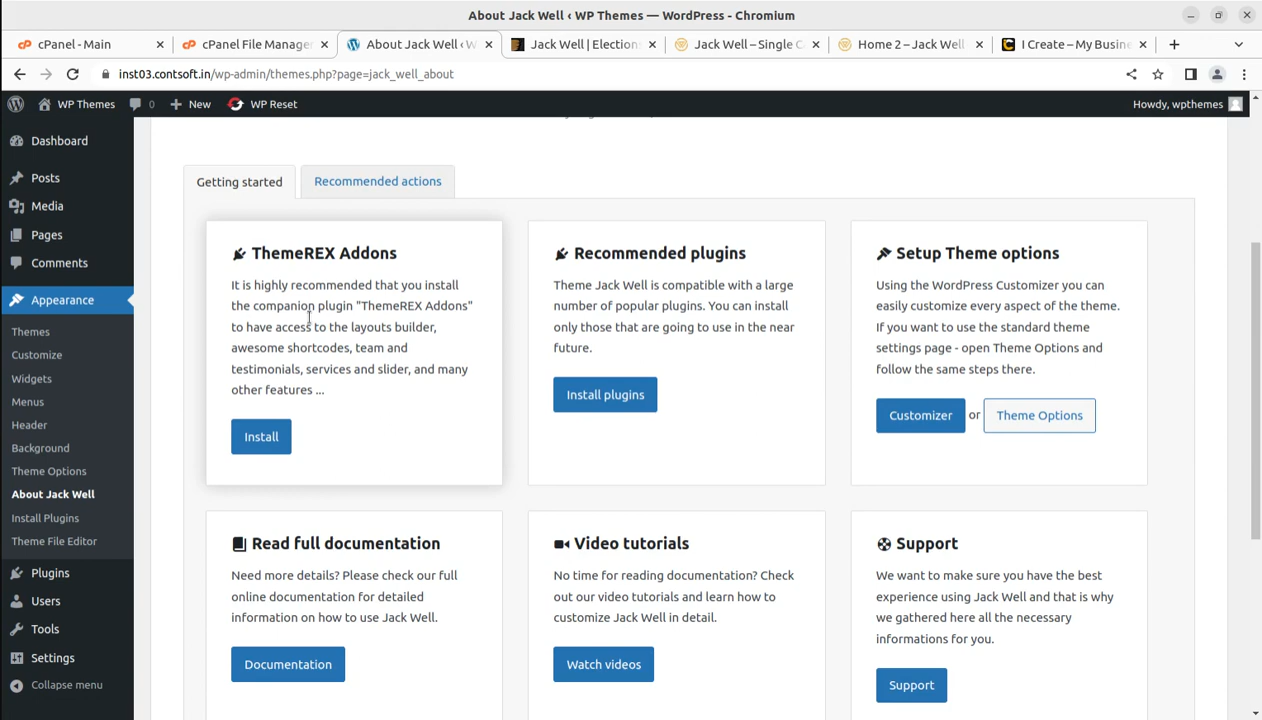 About Jack Well ‹ WP Themes — WordPress - Chromium
cPanel - Main
cPanel File Manager
About Jack Well ‹ W
Jack Well | Election
Jack Well – Single C
Home 2 – Jack Well
I Create – My Busine
inst03.contsoft.in/wp-admin/themes.php?page=jack_well_about
WP Themes
0
New
WP Reset
Howdy, wpthemes
Dashboard
Posts
Media
Pages
Comments
Appearance
Themes
Customize
Widgets
Menus
Header
Background
Theme Options
About Jack Well
Install Plugins
Theme File Editor
Plugins
Users
Tools
Settings
Collapse menu
Getting started
Recommended actions
ThemeREX Addons
It is highly recommended that you install
the companion plugin "ThemeREX Addons"
to have access to the layouts builder,
awesome shortcodes, team and
testimonials, services and slider, and many
other features ...
Install
Recommended plugins
Theme Jack Well is compatible with a large
number of popular plugins. You can install
only those that are going to use in the near
future.
Install plugins
Setup Theme options
Using the WordPress Customizer you can
easily customize every aspect of the theme.
If you want to use the standard theme
settings page - open Theme Options and
follow the same steps there.
Customizer
or
Theme Options
Read full documentation
Need more details? Please check our full
online documentation for detailed
information on how to use Jack Well.
Documentation
Video tutorials
No time for reading documentation? Check
out our video tutorials and learn how to
customize Jack Well in detail.
Watch videos
Support
We want to make sure you have the best
experience using Jack Well and that is why
we gathered here all the necessary
informations for you.
Support